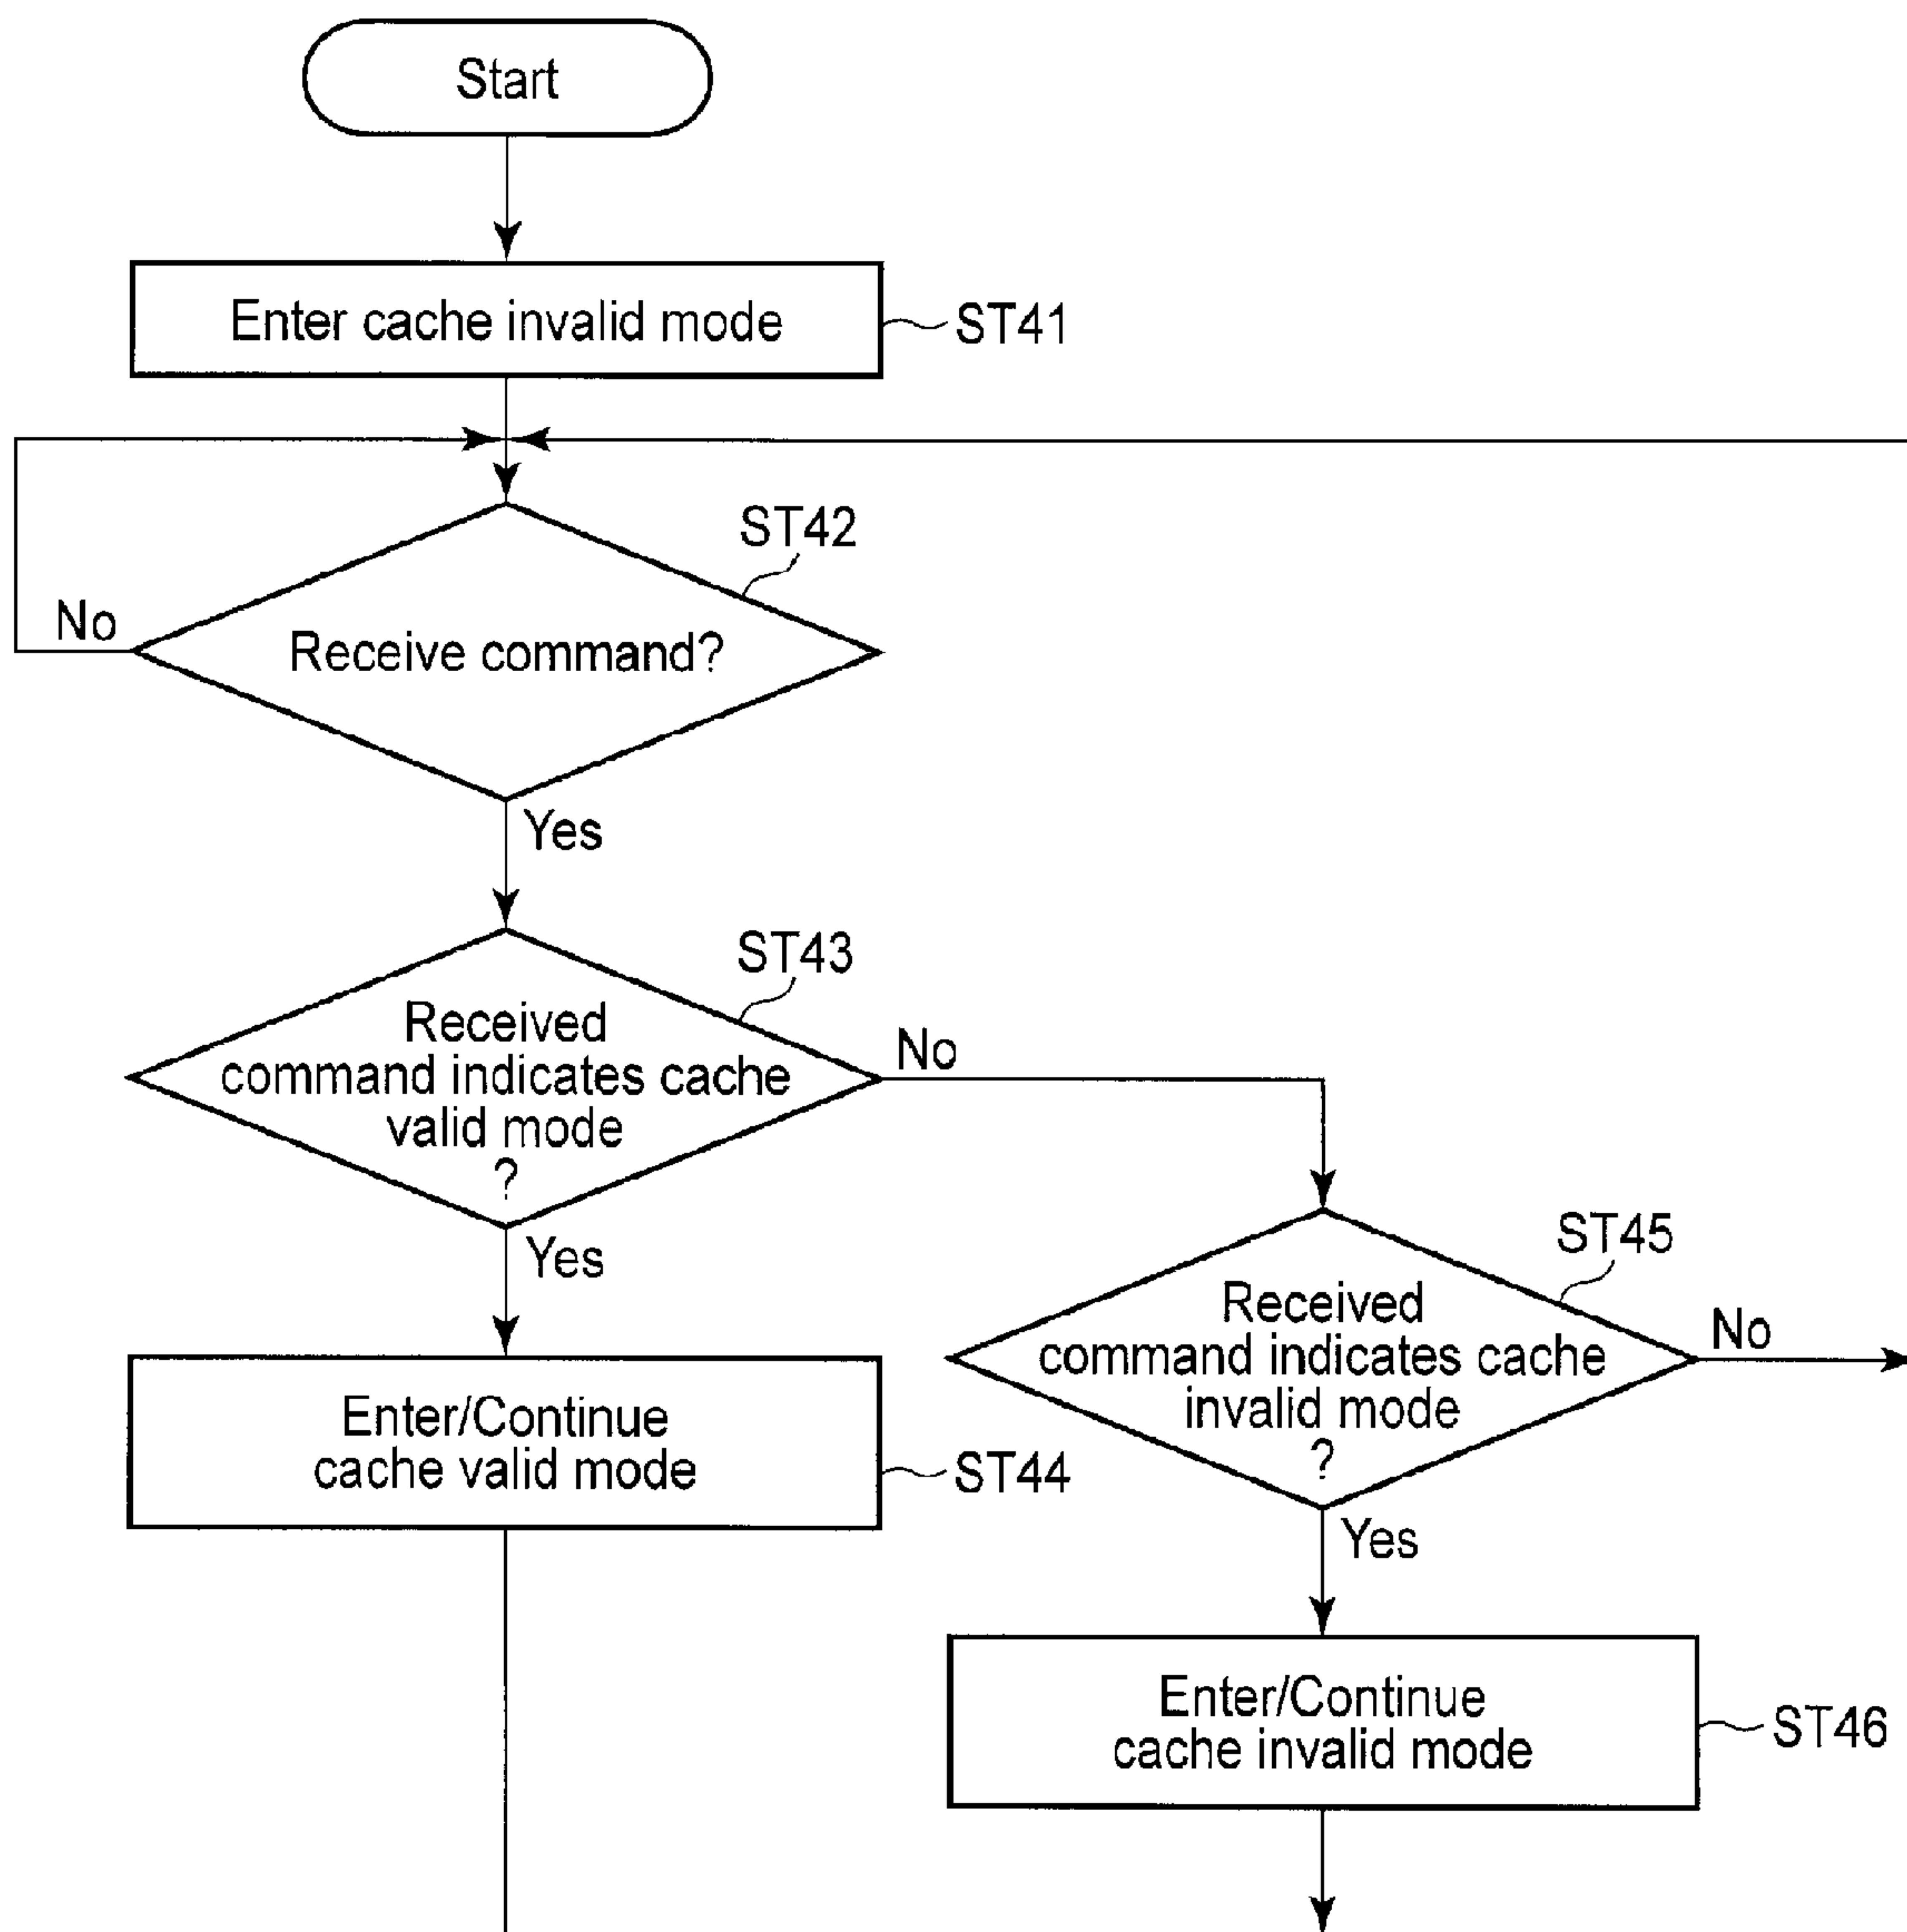 Start
Enter cache invalid mode
ST41
ST42
No
Receive command?
Yes
ST43
Received
command indicates cache
valid mode
?
No
Yes
ST45
Received
command indicates cache
invalid mode
?
No
Enter/Continue
cache valid mode
ST44
Yes
Enter/Continue
cache invalid mode
ST46